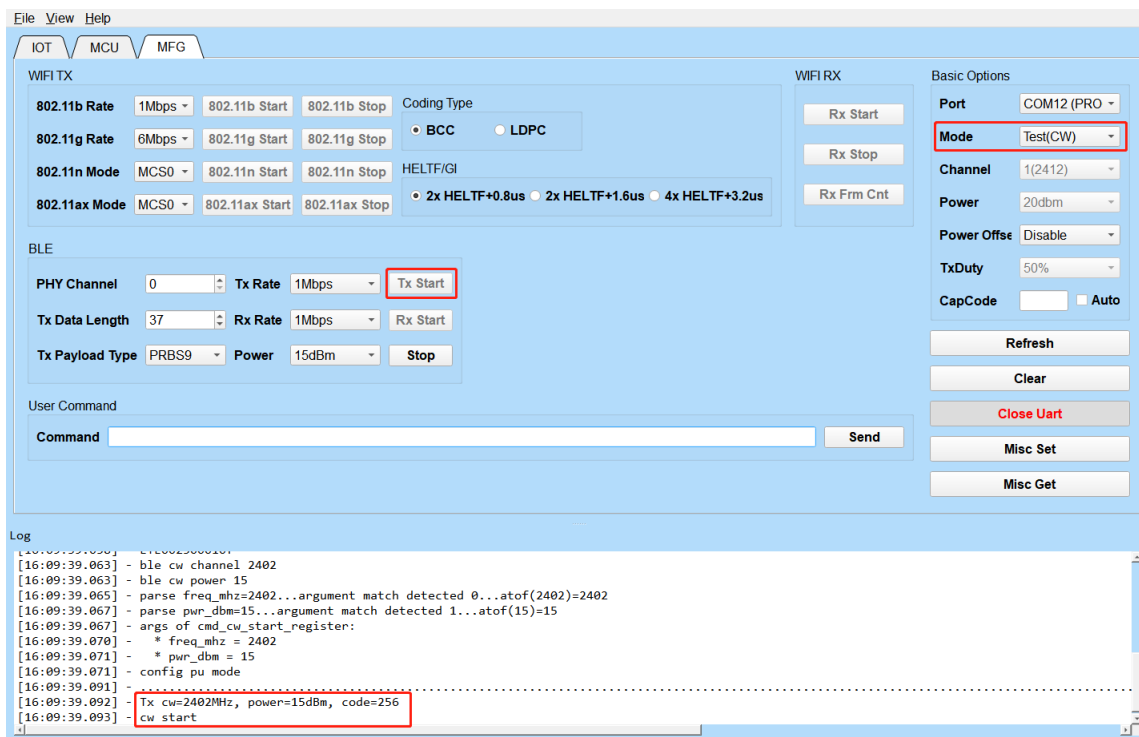 File View Help
IOT MCU MFG
WIFI TX
802.11b Rate 1Mbps 802.11b Start 802.11b Stop
802.11g Rate 6Mbps 802.11g Start 802.11g Stop
802.11n Mode MCS0 802.11n Start 802.11n Stop
802.11ax Mode MCS0 802.11ax Start 802.11ax Stop
Coding Type
BCC LDPC
HELTF/GI
2x HELTF+0.8us 2x HELTF+1.6us 4x HELTF+3.2us
WIFI RX
Rx Start
Rx Stop
Rx Frm Cnt
Basic Options
Port COM12 (PRO
Mode Test(CW)
Channel 1(2412)
Power 20dbm
Power Offse Disable
TxDuty 50%
CapCode Auto
Refresh
Clear
Close Uart
Misc Set
Misc Get
BLE
PHY Channel 0 Tx Rate 1Mbps Tx Start
Tx Data Length 37 Rx Rate 1Mbps Rx Start
Tx Payload Type PRBS9 Power 15dBm Stop
User Command
Command Send
Log
[16:09:39.063] - ble cw channel 2402
[16:09:39.063] - ble cw power 15
[16:09:39.065] - parse freq_mhz=2402...argument match detected 0...atof(2402)=2402
[16:09:39.067] - parse pwr_dbm=15...argument match detected 1...atof(15)=15
[16:09:39.067] - args of cmd_cw_start_register:
[16:09:39.070] - * freq_mhz = 2402
[16:09:39.071] - * pwr_dbm = 15
[16:09:39.071] - config pu mode
[16:09:39.091] - ....................................................................................................
[16:09:39.092] - Tx cw=2402MHz, power=15dBm, code=256
[16:09:39.093] - cw start